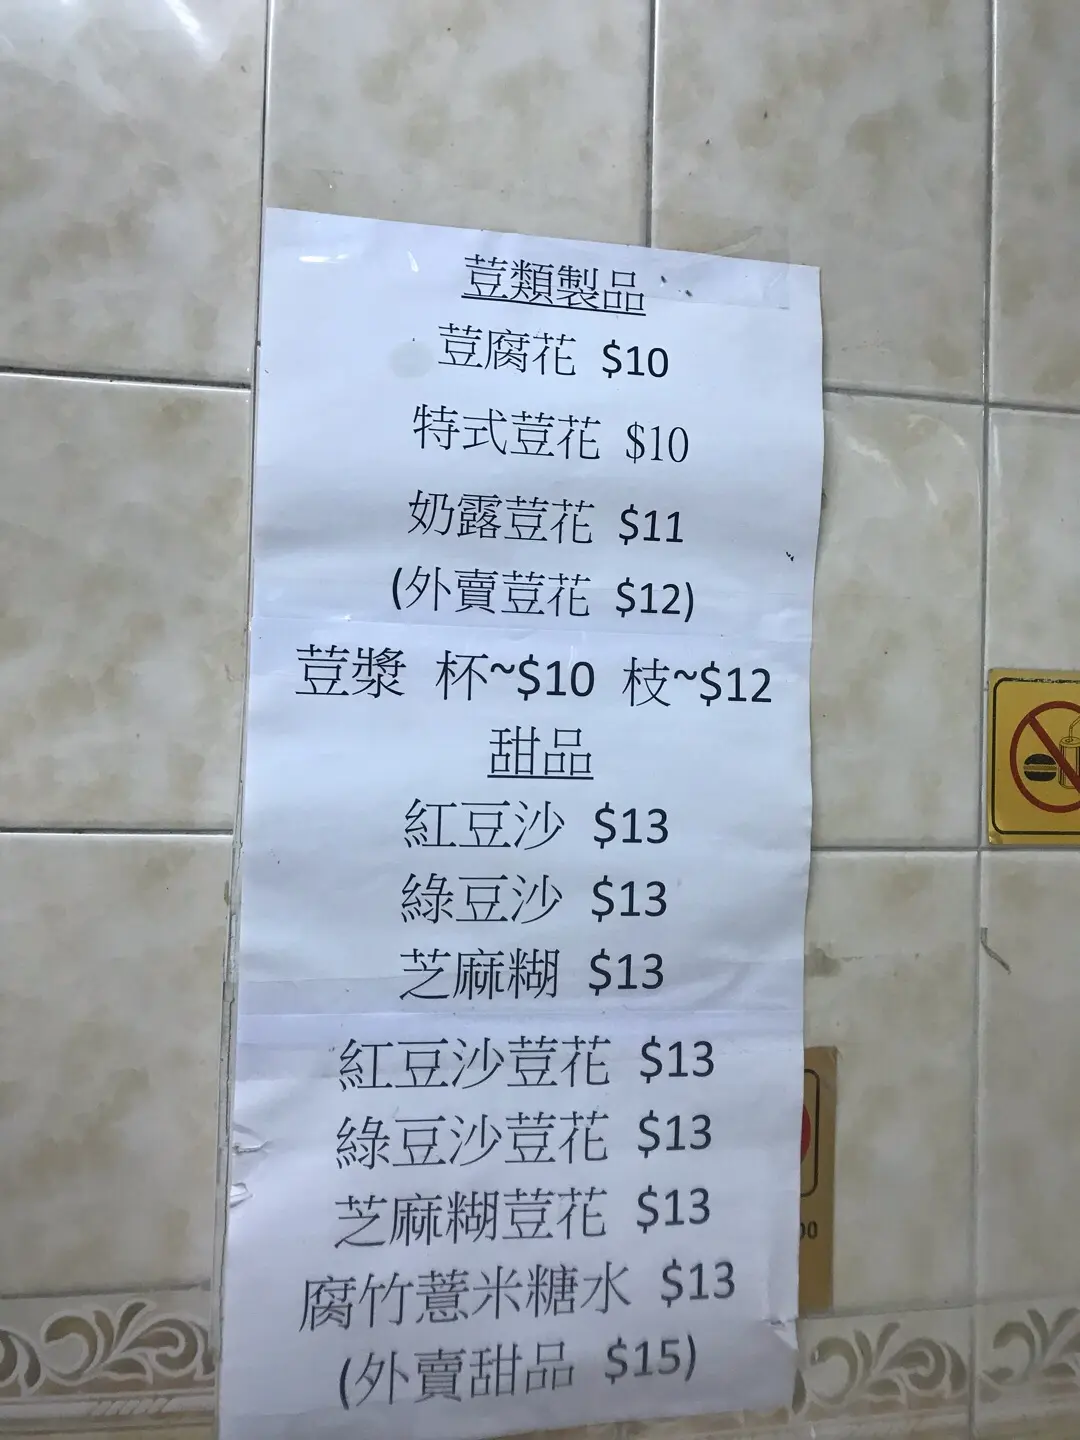 荳類製品
荳腐花 $10
特式荳花 $10
奶露荳花 $11
(外賣荳花 $12)
荳漿 杯~$10 枝~$12
甜品
紅豆沙 $13
綠豆沙 $13
芝麻糊 $13
紅豆沙荳花 $13
綠豆沙荳花 $13
芝麻糊荳花 $13
腐竹薏米糖水 $13
(外賣甜品 $15)